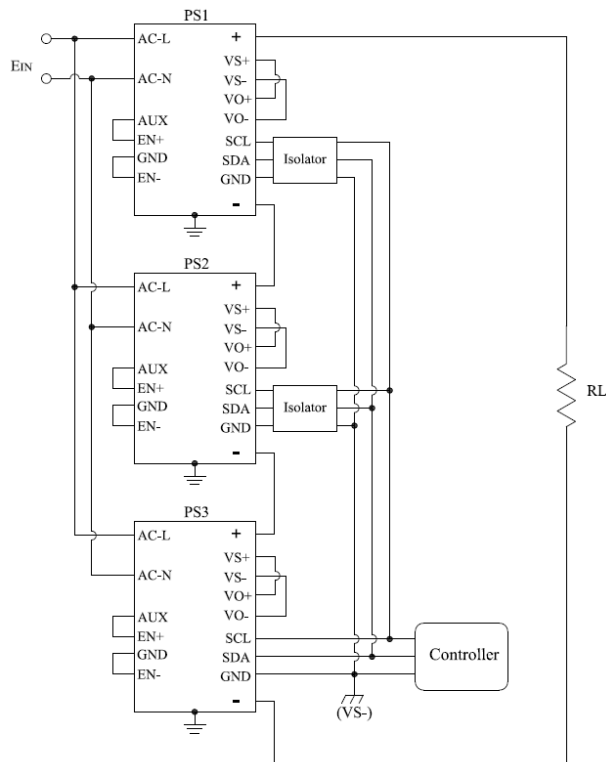 PS1
AC-L
+
EIN
VS+
AC-N
VS-
VO+
AUX
VO-
EN+
SCL
GND
SDA
Isolator
EN-
GND
-
PS2
AC-L
+
VS+
AC-N
VS-
VO+
AUX
VO-
EN+
SCL
GND
SDA
Isolator
EN-
GND
-
RL
PS3
AC-L
+
VS+
AC-N
VS-
VO+
AUX
VO-
EN+
SCL
GND
SDA
Controller
EN-
GND
-
(VS-)